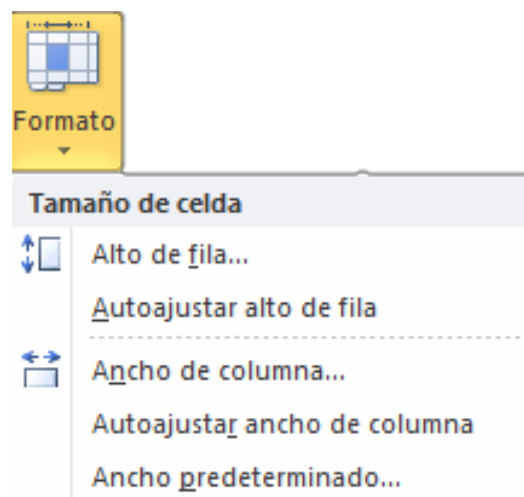 Formato
Tamaño de celda
Alto de fila...
Autoajustar alto de fila
Ancho de columna...
Autoajustar ancho de columna
Ancho predeterminado...